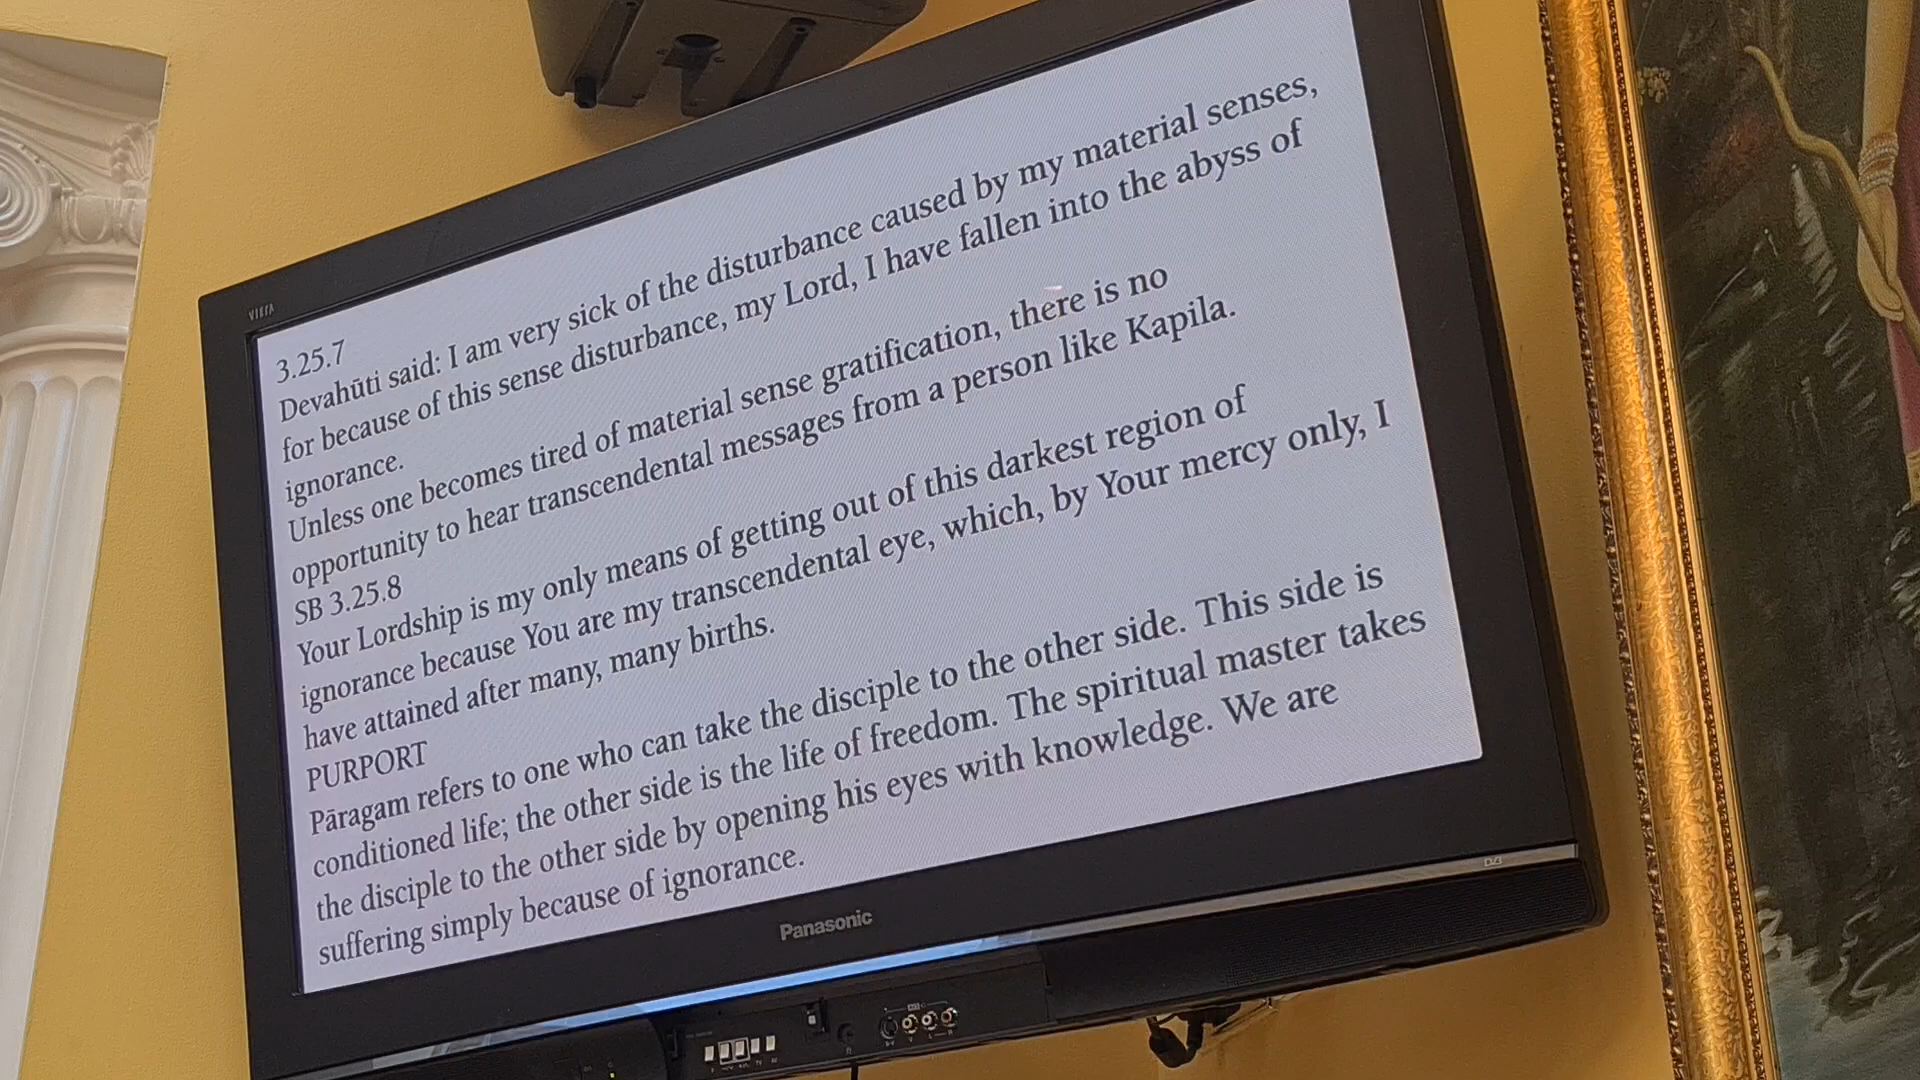 VIErA
3.25.7
Devahūti said: I am very sick of the disturbance caused by my material senses,
for because of this sense disturbance, my Lord, I have fallen into the abyss of
ignorance.
Unless one becomes tired of material sense gratification, there is no
opportunity to hear transcendental messages from a person like Kapila.
SB 3.25.8
Your Lordship is my only means of getting out of this darkest region of
ignorance because You are my transcendental eye, which, by Your mercy only, I
have attained after many, many births.
PURPORT
Pāragam refers to one who can take the disciple to the other side. This side is
conditioned life; the other side is the life of freedom. The spiritual master takes
the disciple to the other side by opening his eyes with knowledge. We are
suffering simply because of ignorance.
Panasonic